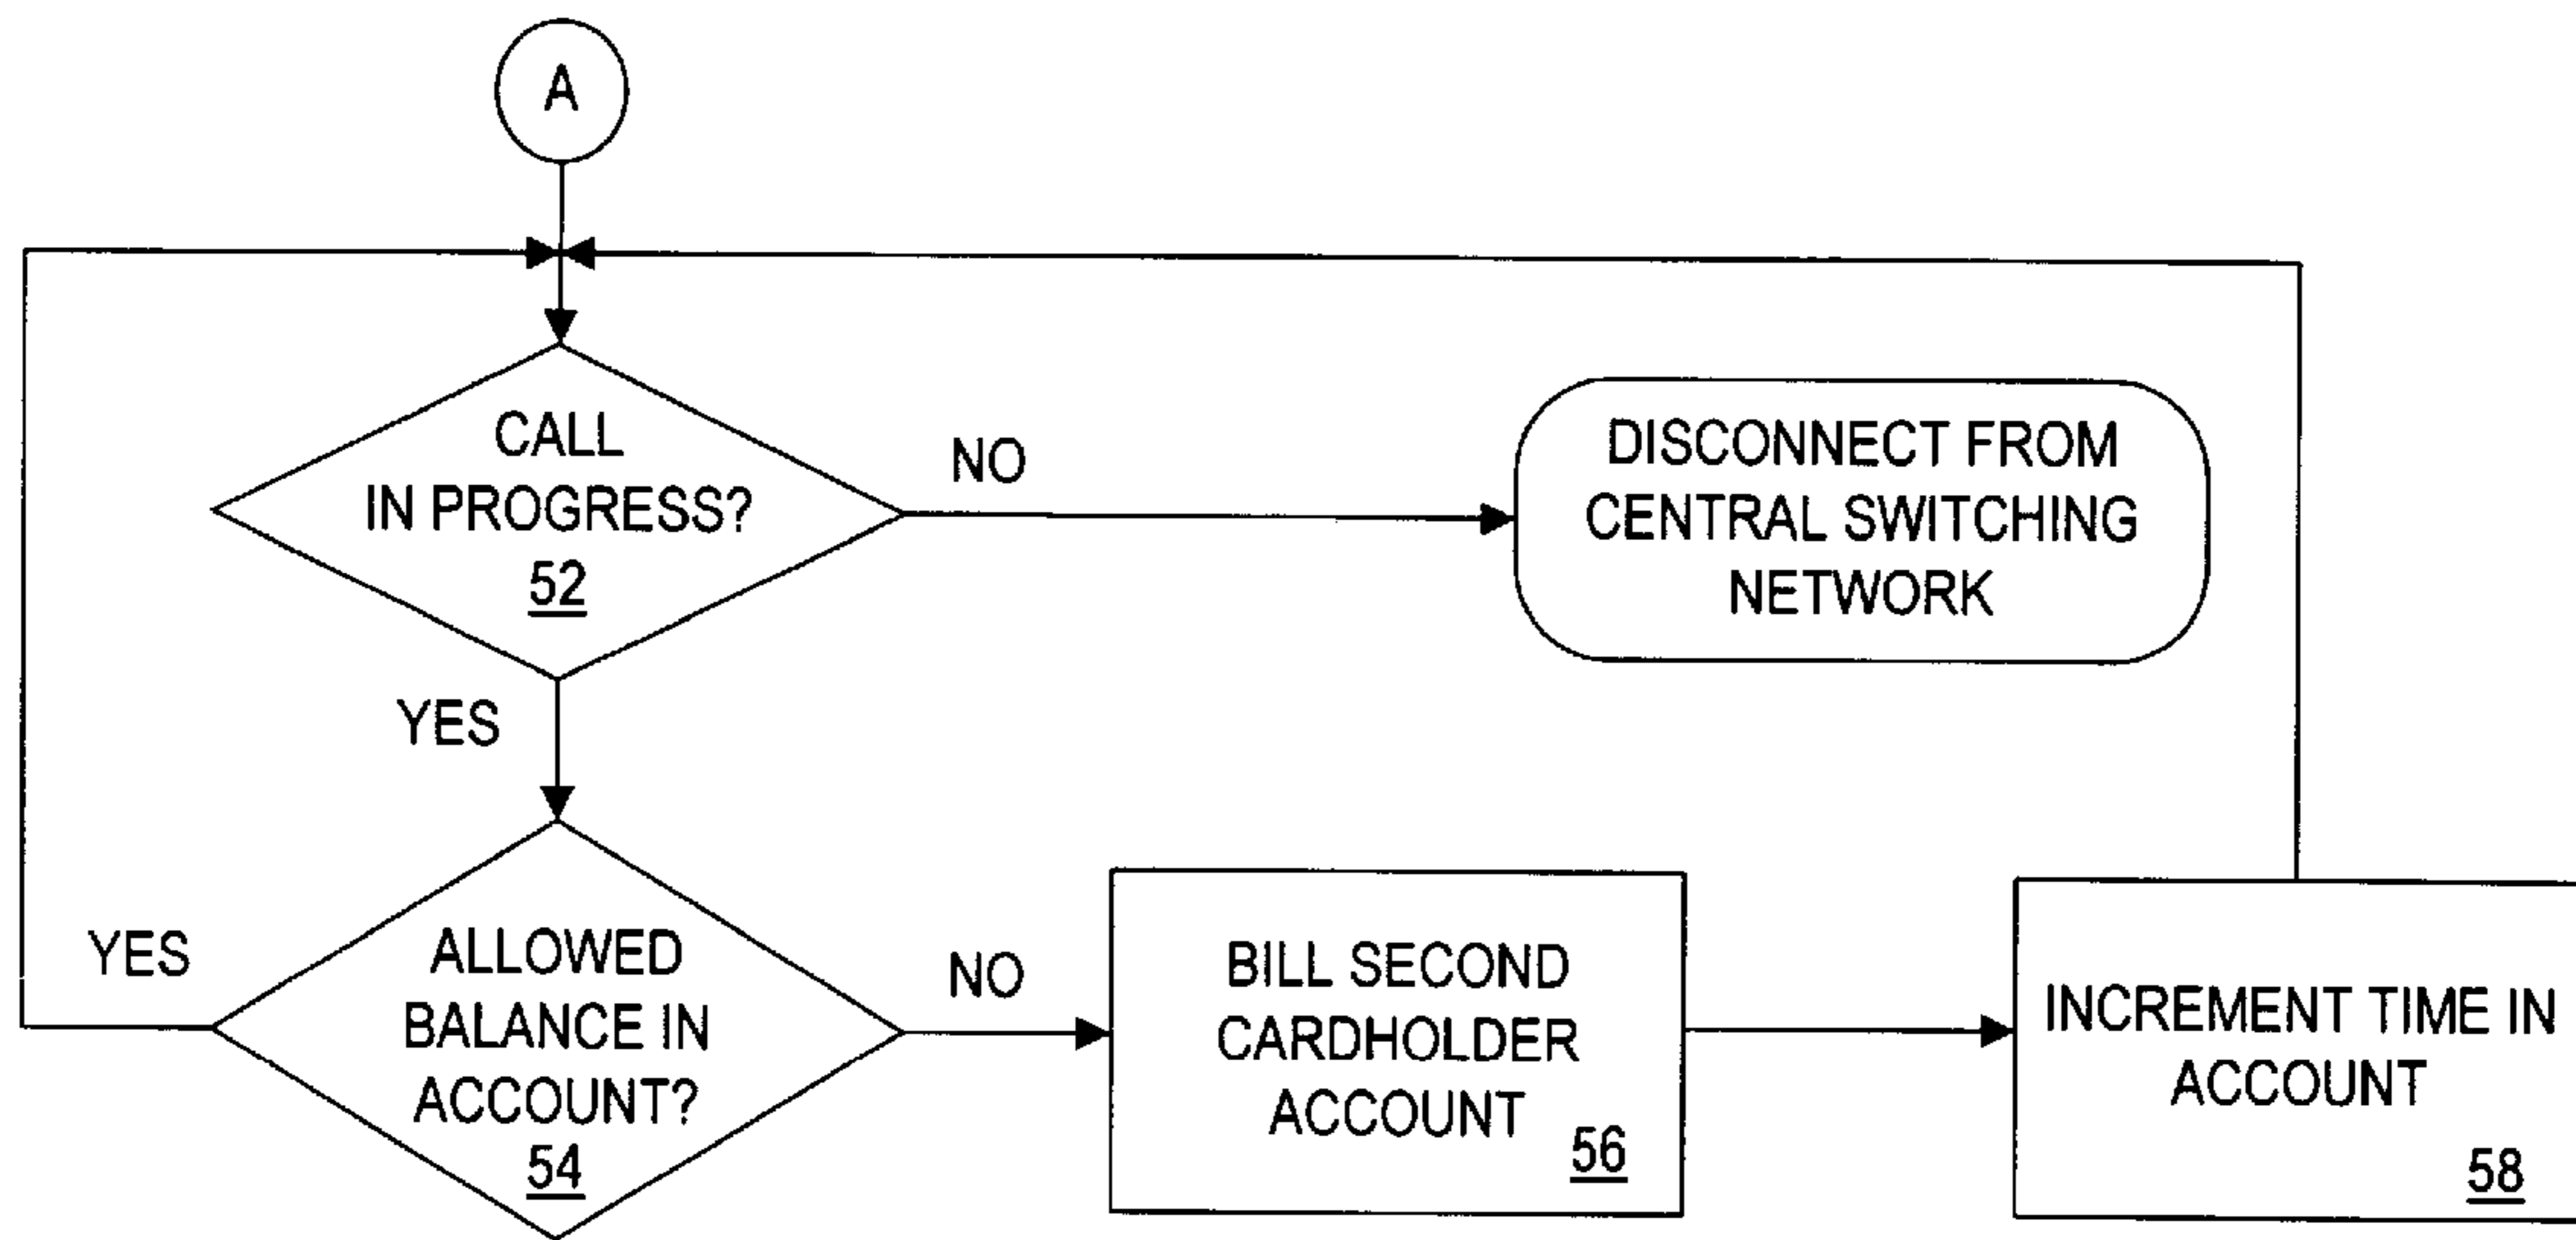 A
CALL
IN PROGRESS?
52
NO
DISCONNECT FROM
CENTRAL SWITCHING
NETWORK
YES
YES
ALLOWED
BALANCE IN
ACCOUNT?
54
NO
BILL SECOND
CARDHOLDER
ACCOUNT
56
INCREMENT TIME IN
ACCOUNT
58